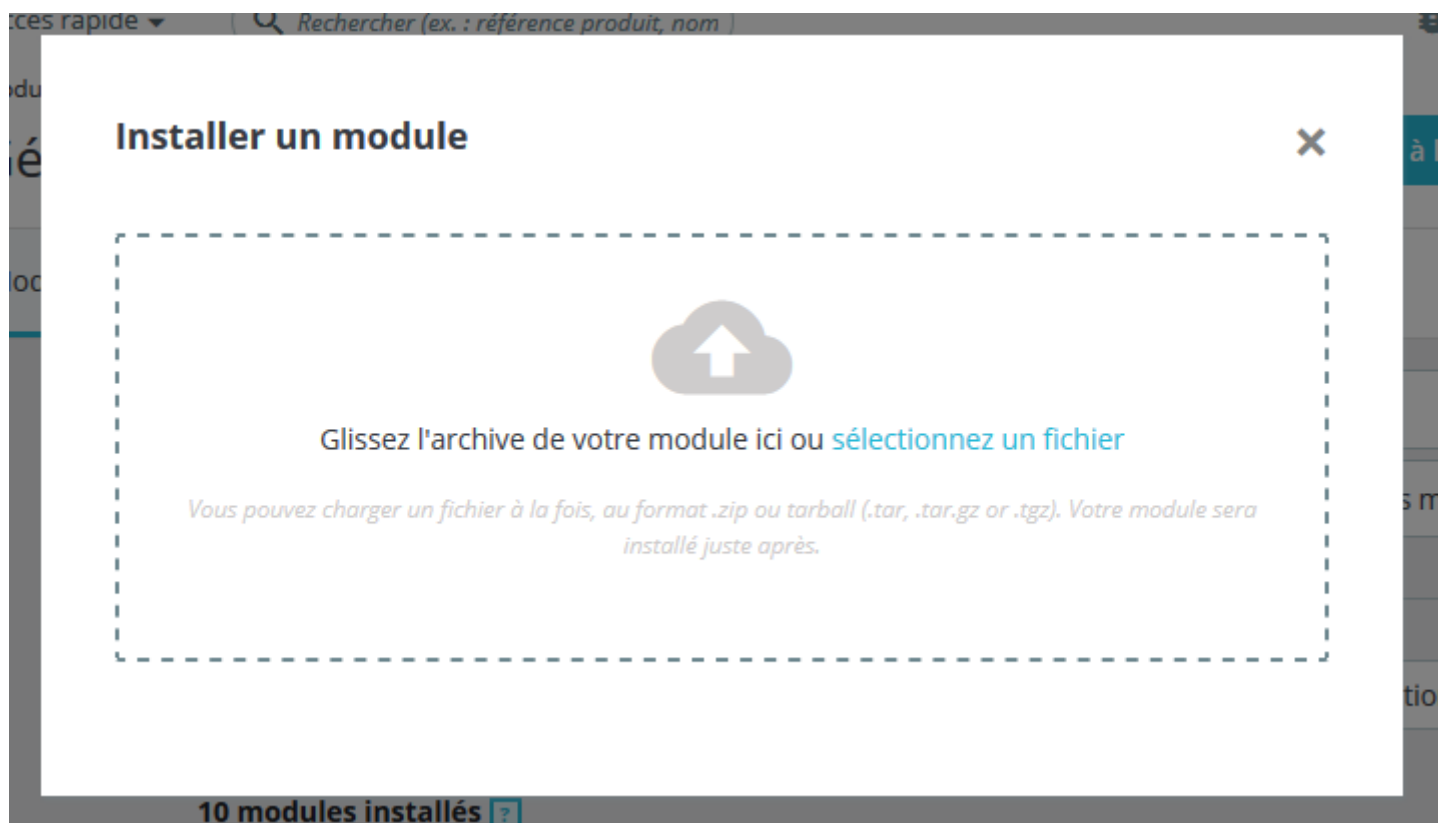 rapide
Rechercher (ex. : référence produit, nom
Installer un module
à
Glissez l'archive de votre module ici ou sélectionnez un fichier
Vous pouvez charger un fichier à la fois, au format .zip ou tarball (.tar, .tar.gz or .tgz). Votre module sera
installé juste après.
10 modules installés ?